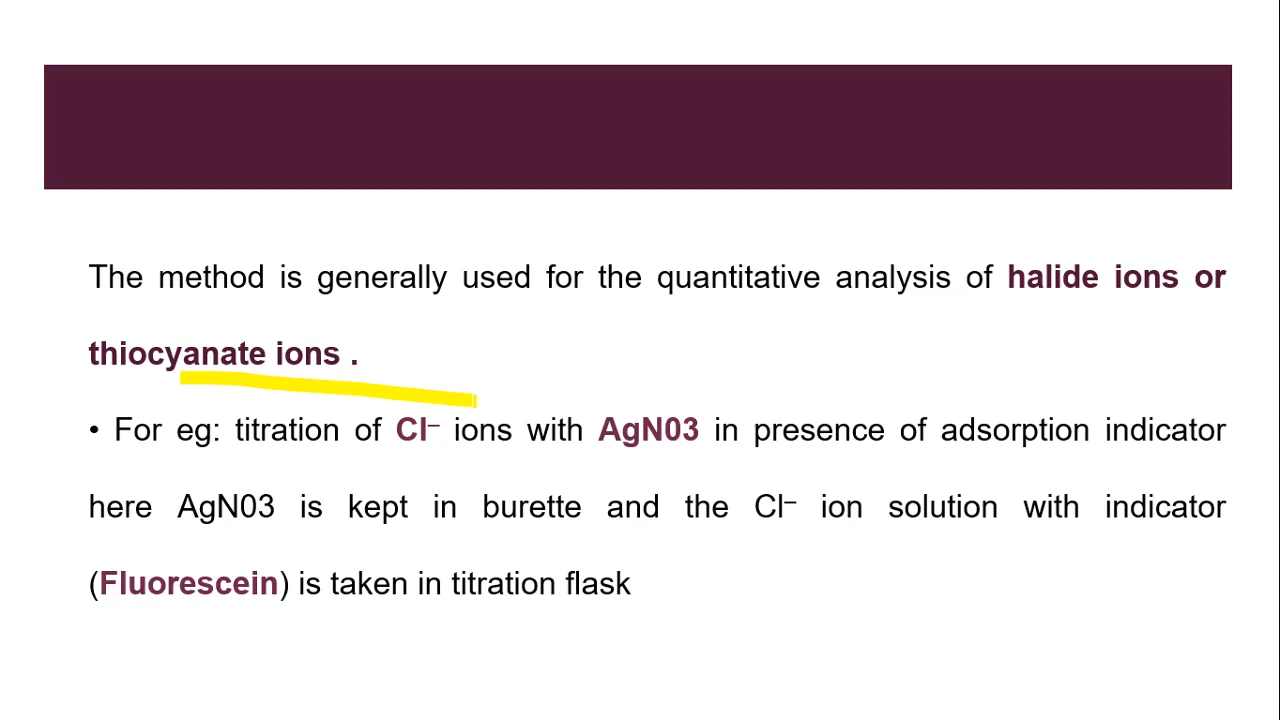 The method is generally used for the quantitative analysis of halide ions or
thiocyanate ions .
• For eg: titration of Cl⁻ ions with AgN03 in presence of adsorption indicator
here AgN03 is kept in burette and the Cl⁻ ion solution with indicator
(Fluorescein) is taken in titration flask